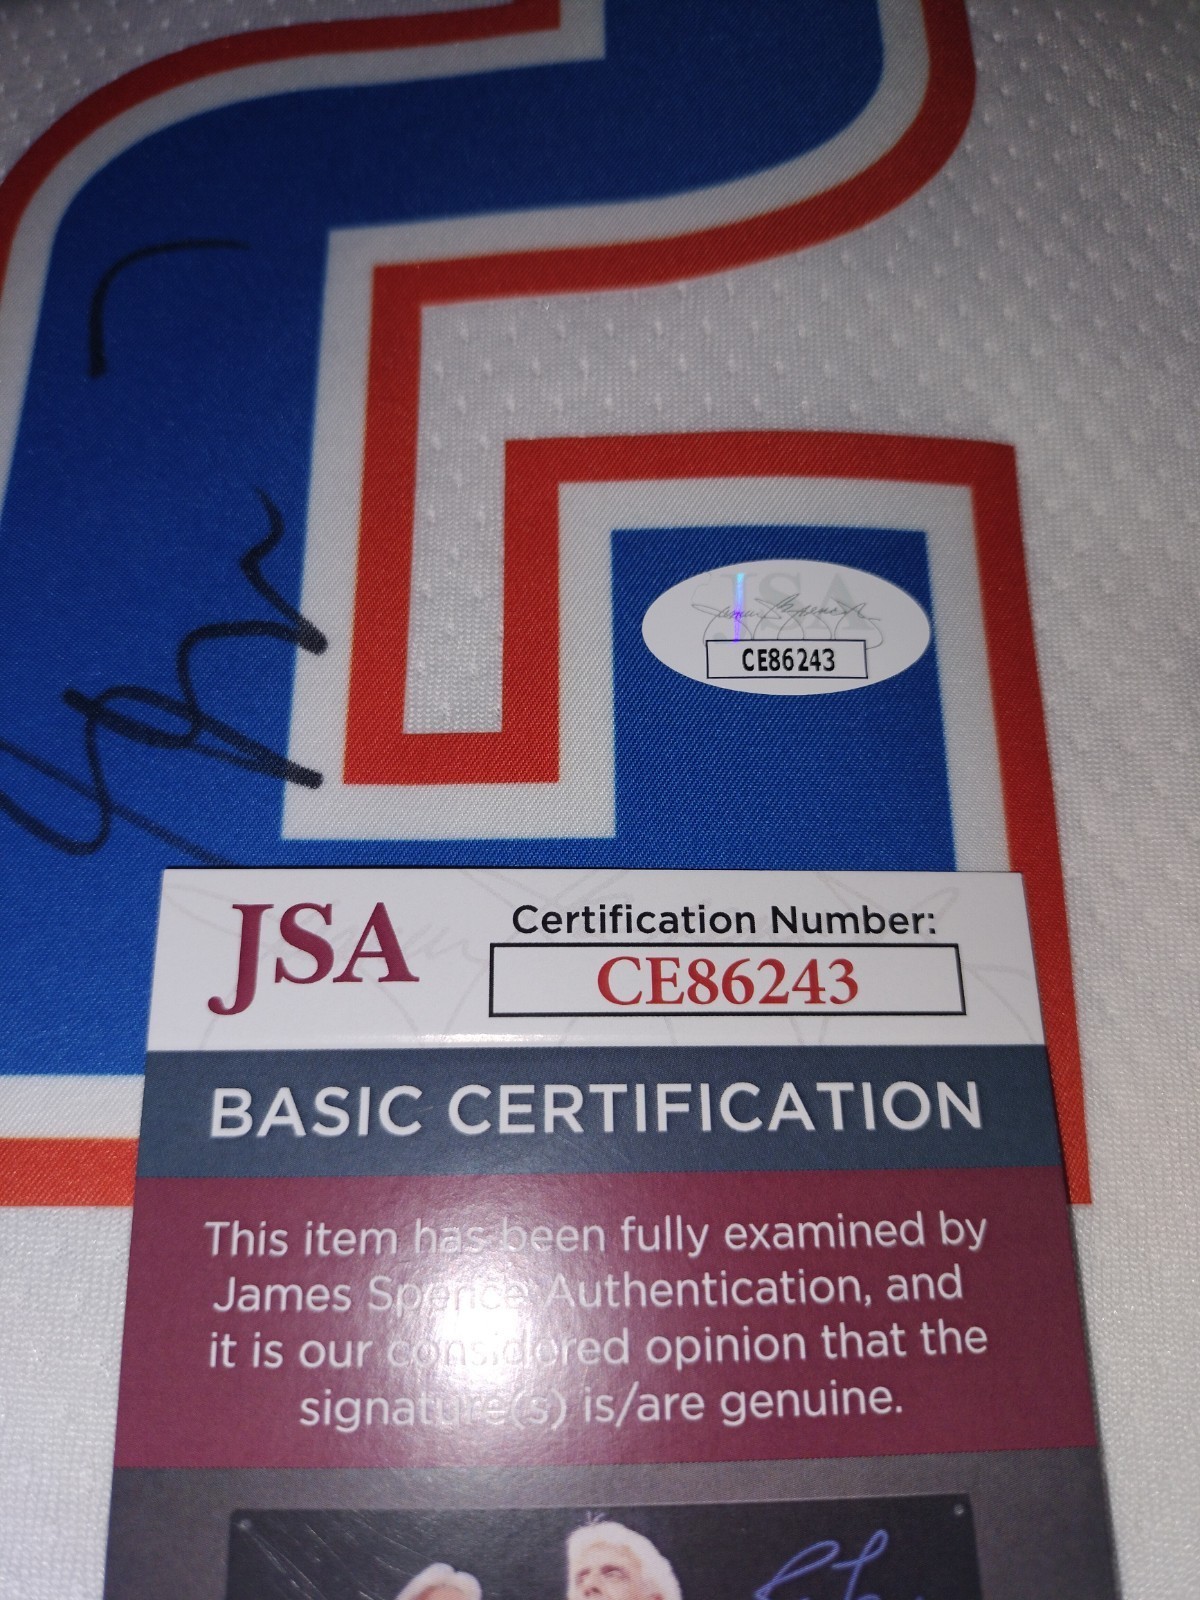 JSA
CE86243
JSA
Certification Number:
CE86243
BASIC CERTIFICATION
This item has been fully examined by
James Spence Authentication, and
it is our considered opinion that the
signature(s) is/are genuine.